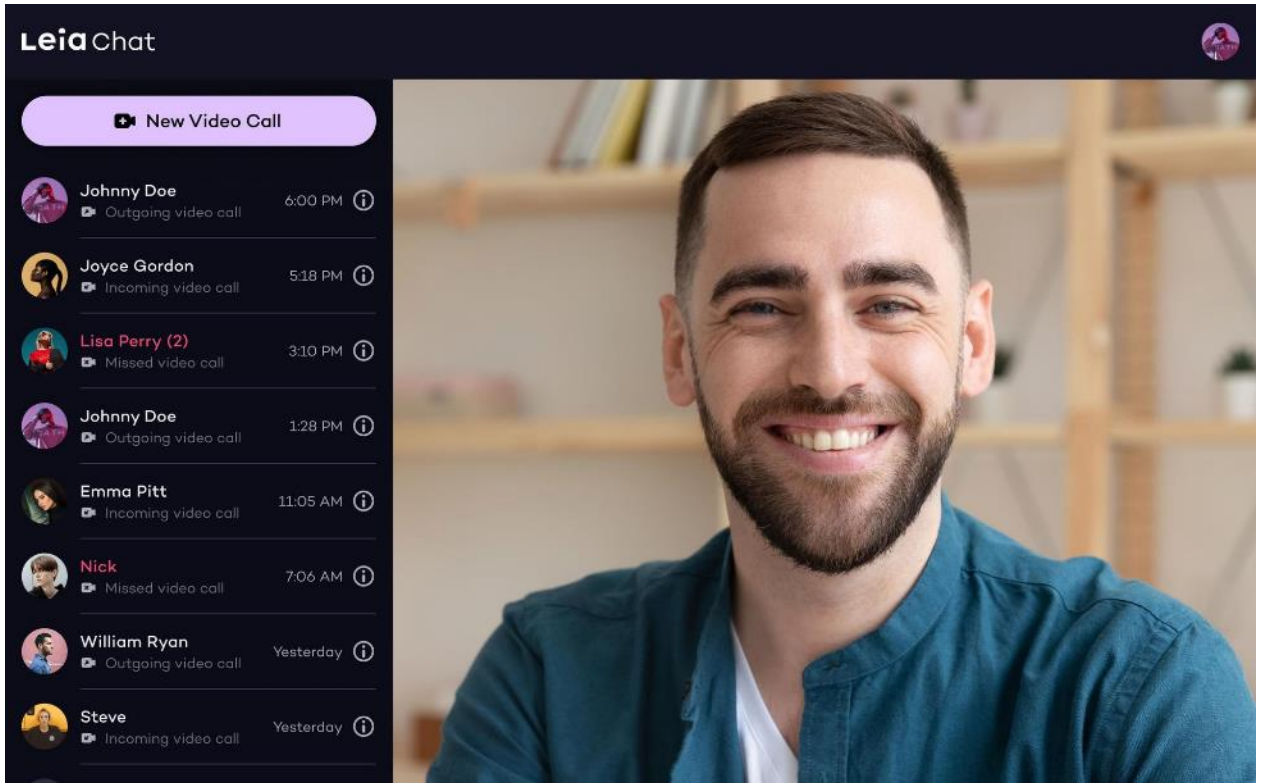 Leia Chat
New Video Call
Johnny Doe
Outgoing video call
6:00 PM
Joyce Gordon
Incoming video call
5:18 PM
Lisa Perry (2)
Missed video call
3:10 PM
Johnny Doe
Outgoing video call
1:28 PM
Emma Pitt
Incoming video call
11:05 AM
Nick
Missed video call
7:06 AM
William Ryan
Outgoing video call
Yesterday
Steve
Incoming video call
Yesterday